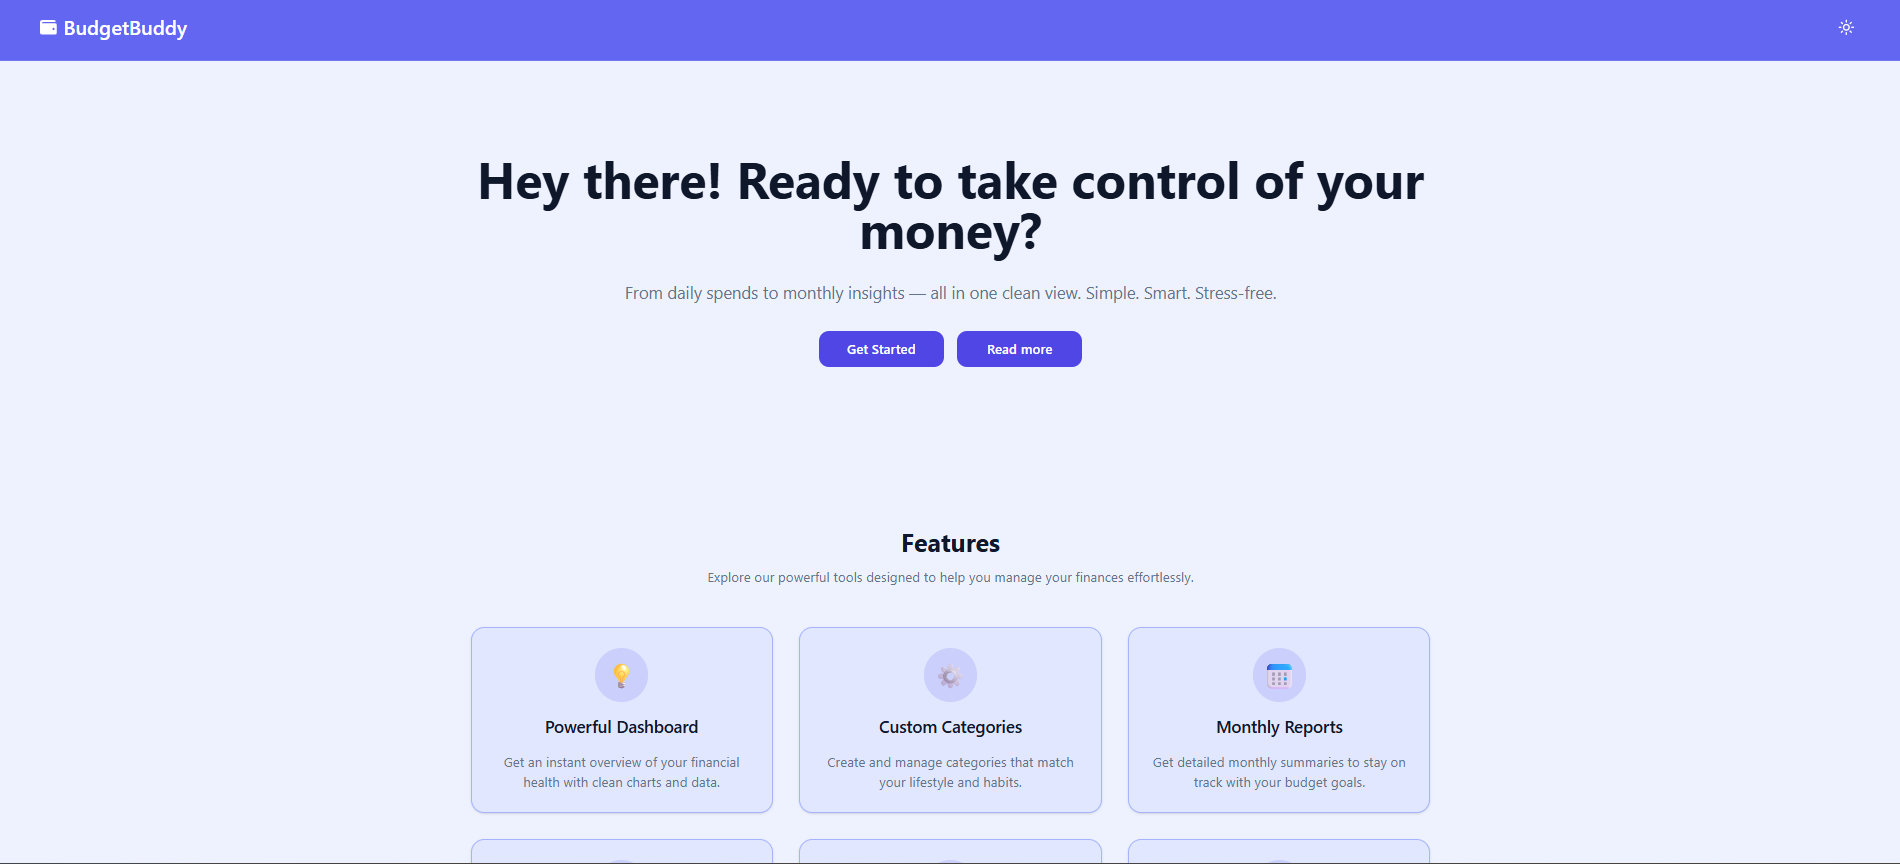 BudgetBuddy
Hey there! Ready to take control of your
money?
From daily spends to monthly insights — all in one clean view. Simple. Smart. Stress-free.
Get Started
Read more
Features
Explore our powerful tools designed to help you manage your finances effortlessly.
Powerful Dashboard
Get an instant overview of your financial
health with clean charts and data.
Custom Categories
Create and manage categories that match
your lifestyle and habits.
Monthly Reports
Get detailed monthly summaries to stay on
track with your budget goals.